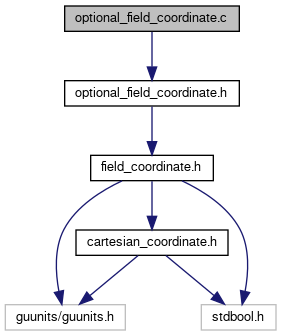 optional_field_coordinate.c
optional_field_coordinate.h
field_coordinate.h
cartesian_coordinate.h
guunits/guunits.h
stdbool.h